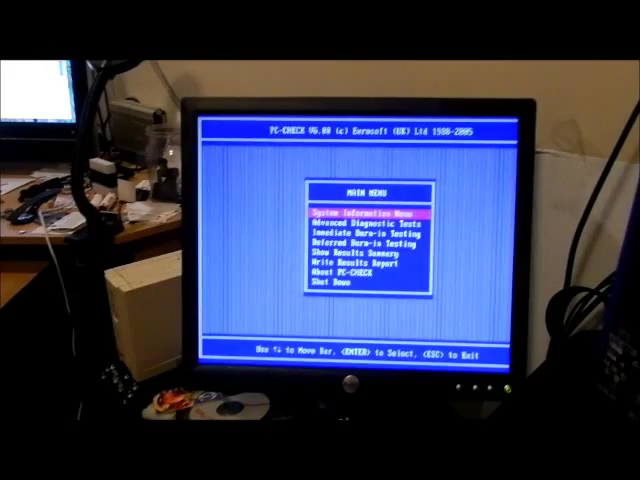 PC-CHECK V6.00 (c) Eurosoft (UK) Ltd 1988-2005
MAIN MENU
System Information Menu
Advanced Diagnostic Tests
Immediate Burn-in Testing
Deferred Burn-in Testing
Show Results Summary
Write Results Report
About PC-CHECK
Shut Down
Use ↑↓ to Move Bar, <ENTER> to Select, <ESC> to Exit